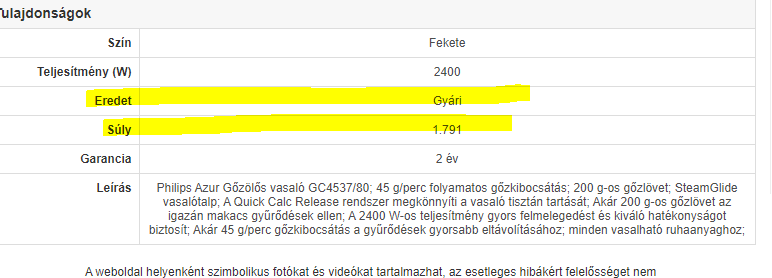 Tulajdonságok
Szín Fekete
Teljesítmény (W) 2400
Eredet Gyári
Súly 1.791
Garancia 2 év
Leírás Philips Azur Gőzölős vasaló GC4537/80; 45 g/perc folyamatos gőzkibocsátás; 200 g-os gőzlövet; SteamGlide
vasalótalp; A Quick Calc Release rendszer megkönnyíti a vasaló tisztán tartását; Akár 200 g-os gőzlövet az
igazán makacs gyűrődések ellen; A 2400 W-os teljesítmény gyors felmelegedést és kiváló hatékonyságot
biztosít; Akár 45 g/perc gőzkibocsátás a gyűrődések gyorsabb eltávolításához; minden vasalható ruhaanyaghoz;
A weboldal helyenként szimbolikus fotókat és videókat tartalmazhat, az esetleges hibákért felelősséget nem